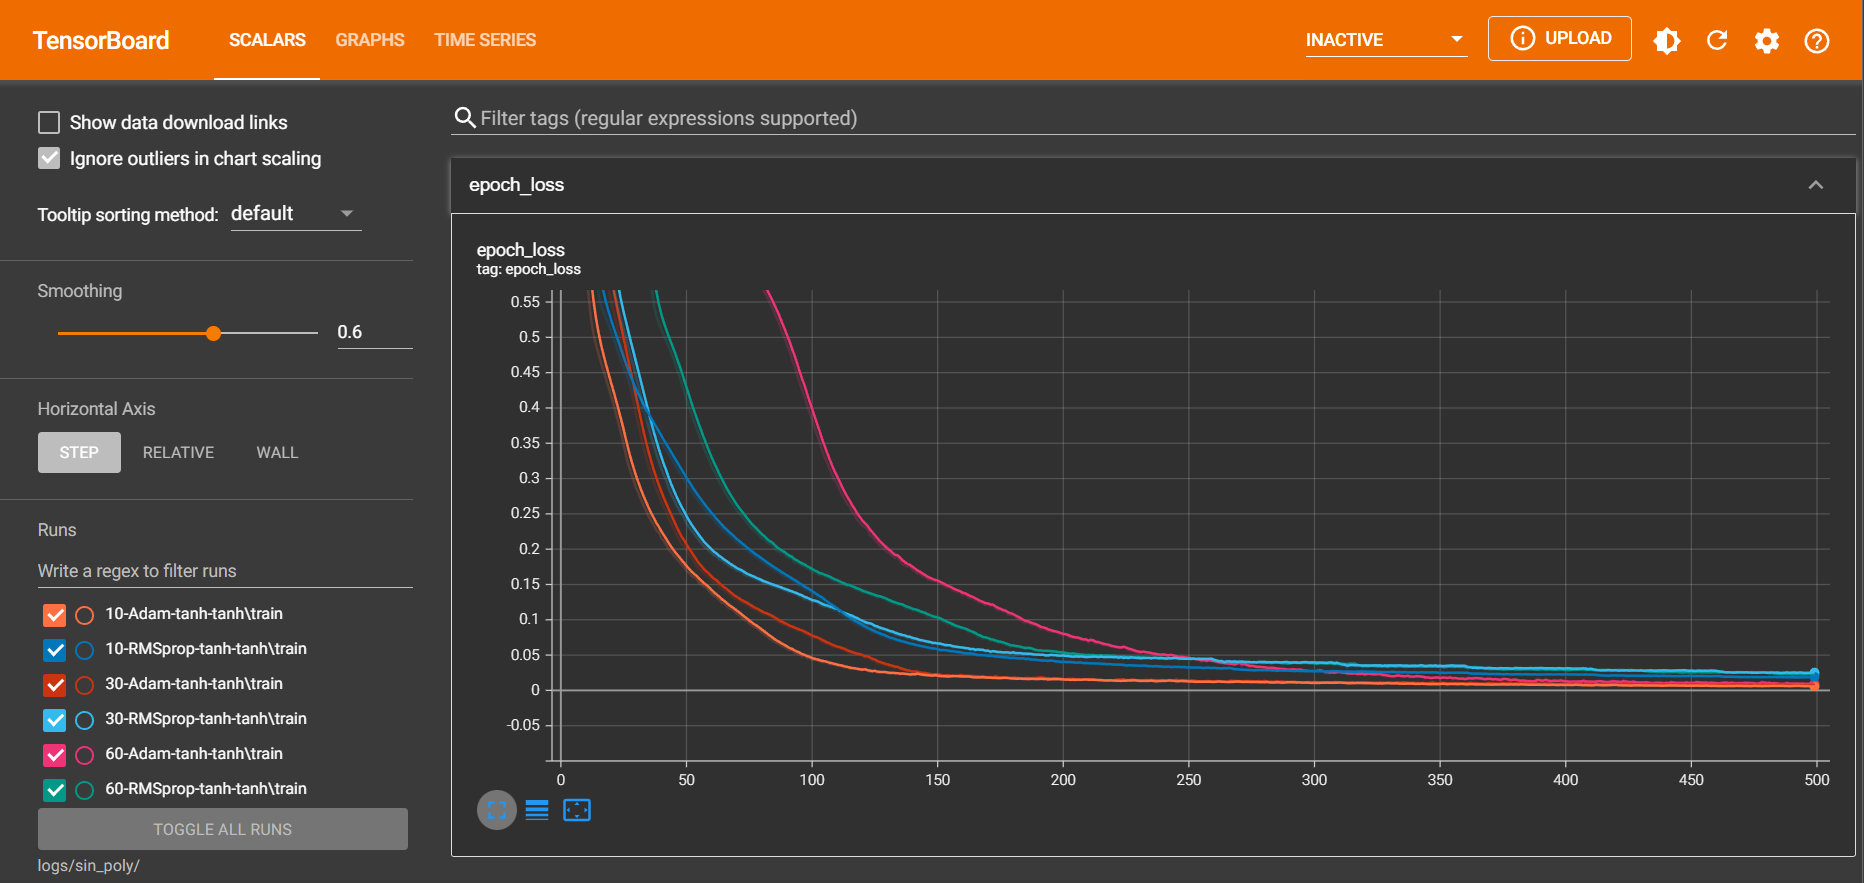 TensorBoard SCALARS GRAPHS TIME SERIES INACTIVE UPLOAD
Show data download links
Ignore outliers in chart scaling
Tooltip sorting method: default
Smoothing
0.6
Horizontal Axis
STEP RELATIVE WALL
Runs
Write a regex to filter runs
10-Adam-tanh-tanh\train
10-RMSprop-tanh-tanh\train
30-Adam-tanh-tanh\train
30-RMSprop-tanh-tanh\train
60-Adam-tanh-tanh\train
60-RMSprop-tanh-tanh\train
TOGGLE ALL RUNS
logs/sin_poly/
Filter tags (regular expressions supported)
epoch_loss
epoch_loss
tag: epoch_loss
0.55
0.5
0.45
0.4
0.35
0.3
0.25
0.2
0.15
0.1
0.05
0
-0.05
0 50 100 150 200 250 300 350 400 450 500